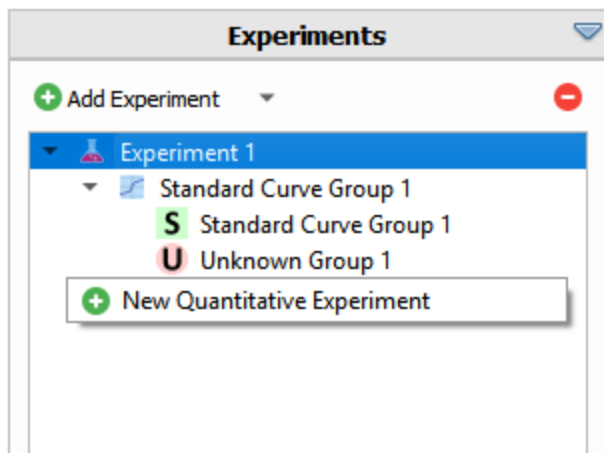 Experiments
Add Experiment
Experiment 1
Standard Curve Group 1
S Standard Curve Group 1
U Unknown Group 1
New Quantitative Experiment